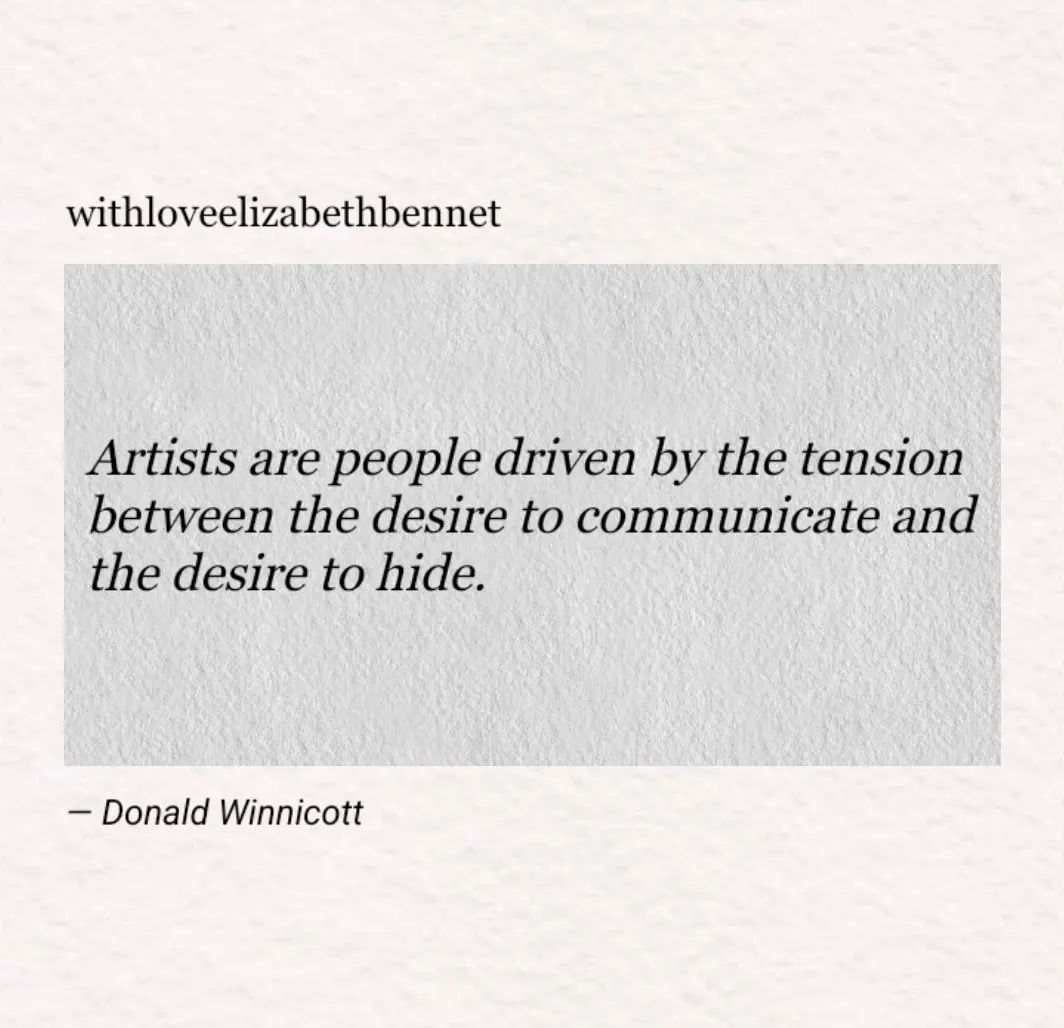 withloveelizabethbennet
Artists are people driven by the tension
between the desire to communicate and
the desire to hide.
— Donald Winnicott